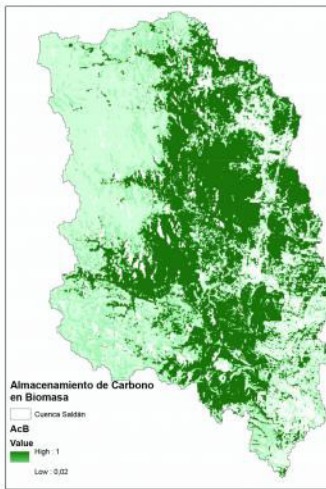 Almacenamiento de Carbono
en Biomasa
Cuenca Saldán
AcB
Value
High : 1
Low : 0,02